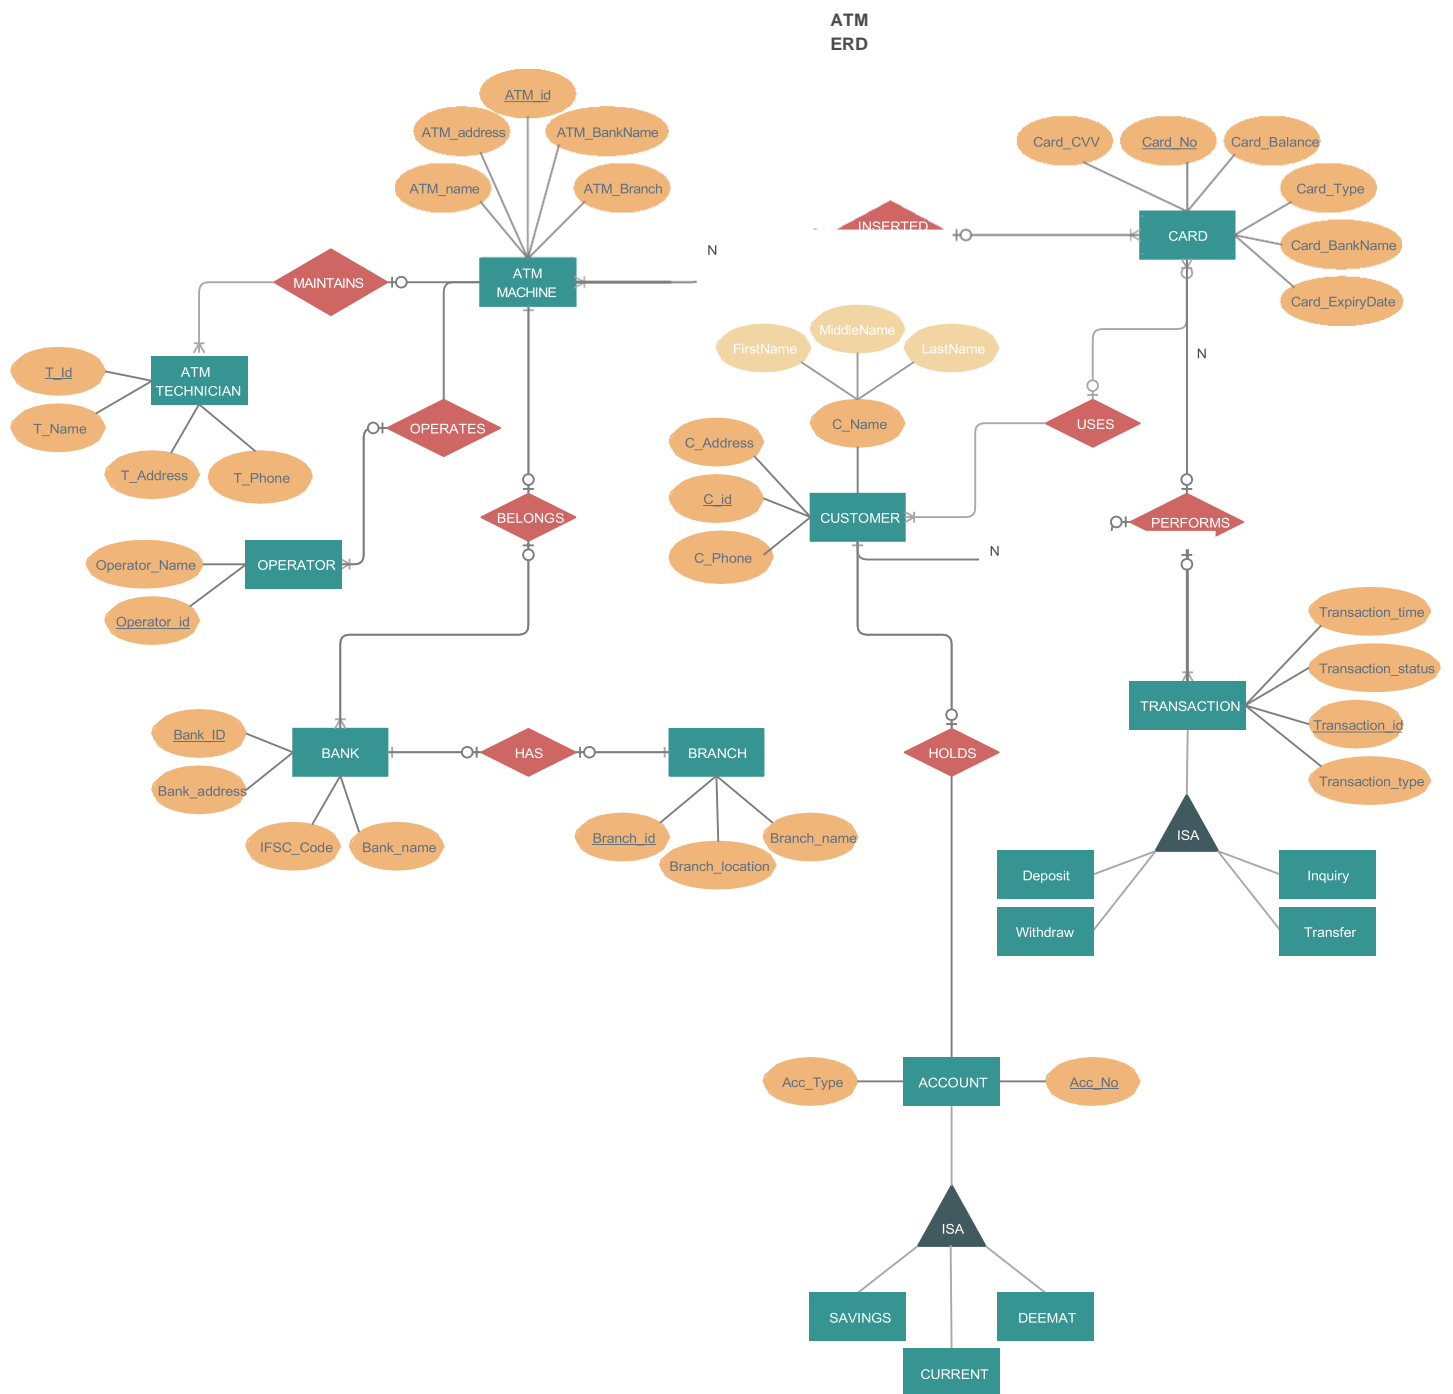 ATM
ERD
ATM_id
ATM_address
ATM_BankName
ATM_name
ATM_Branch
Card_CVV
Card_No
Card_Balance
Card_Type
Card_BankName
Card_ExpiryDate
INSERTED
CARD
N
MAINTAINS
ATM
MACHINE
FirstName
MiddleName
LastName
N
T_Id
ATM
TECHNICIAN
T_Name
T_Address
T_Phone
OPERATES
C_Name
USES
C_Address
C_id
CUSTOMER
C_Phone
N
BELONGS
PERFORMS
Operator_Name
OPERATOR
Operator_id
Transaction_time
Transaction_status
TRANSACTION
Transaction_id
Transaction_type
Bank_ID
BANK
HAS
BRANCH
HOLDS
Bank_address
IFSC_Code
Bank_name
Branch_id
Branch_location
Branch_name
ISA
Deposit
Inquiry
Withdraw
Transfer
Acc_Type
ACCOUNT
Acc_No
ISA
SAVINGS
DEEMAT
CURRENT